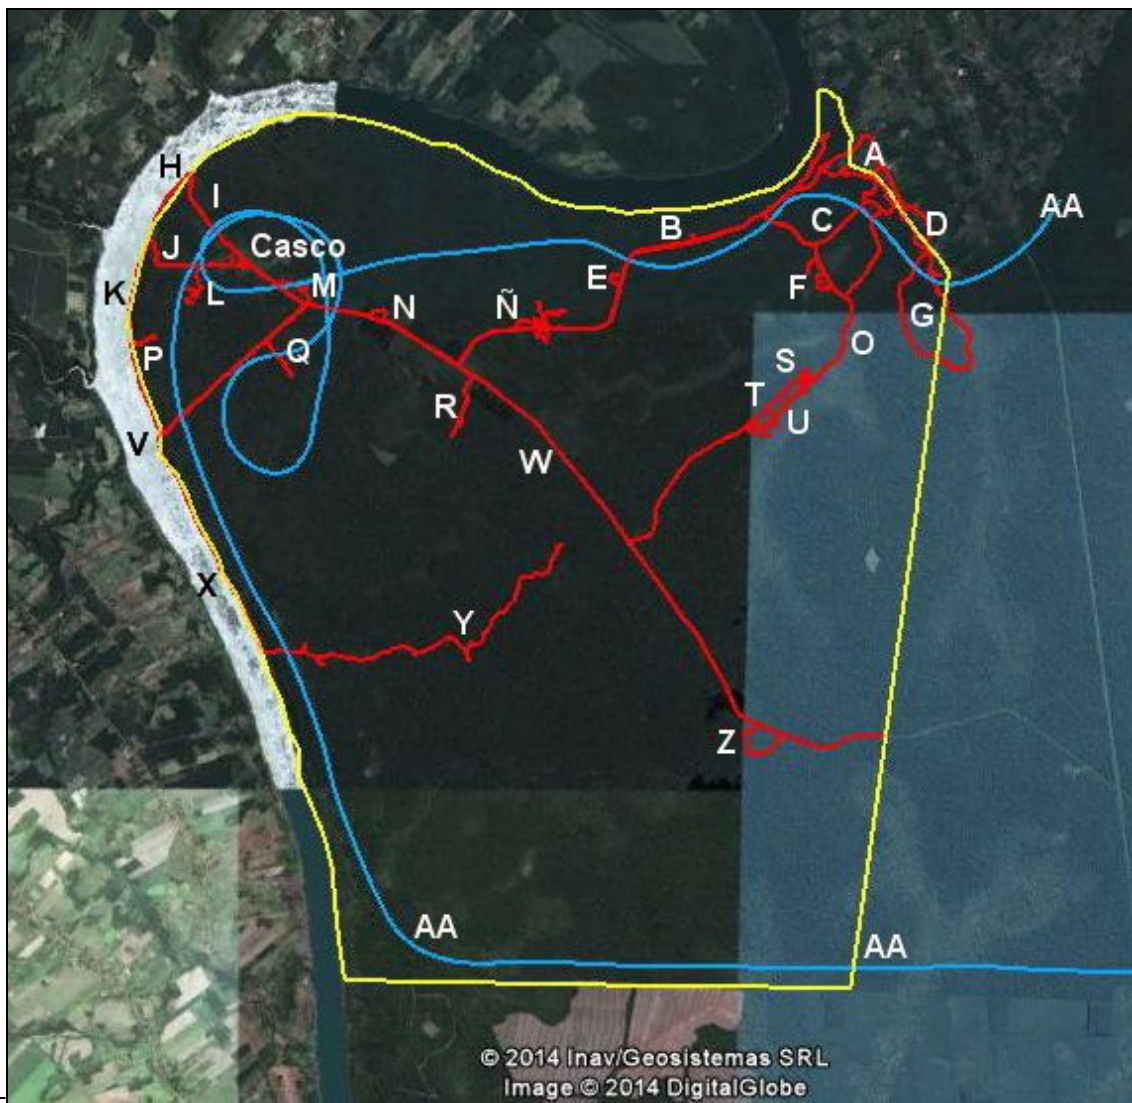 A
H
I
AA
B
C
D
J
Casco
K
L
M
N
Ñ
E
F
G
P
Q
O
R
S
T
U
V
W
X
Y
Z
AA
AA
© 2014 Inav/Geosistemas SRL
Image © 2014 DigitalGlobe